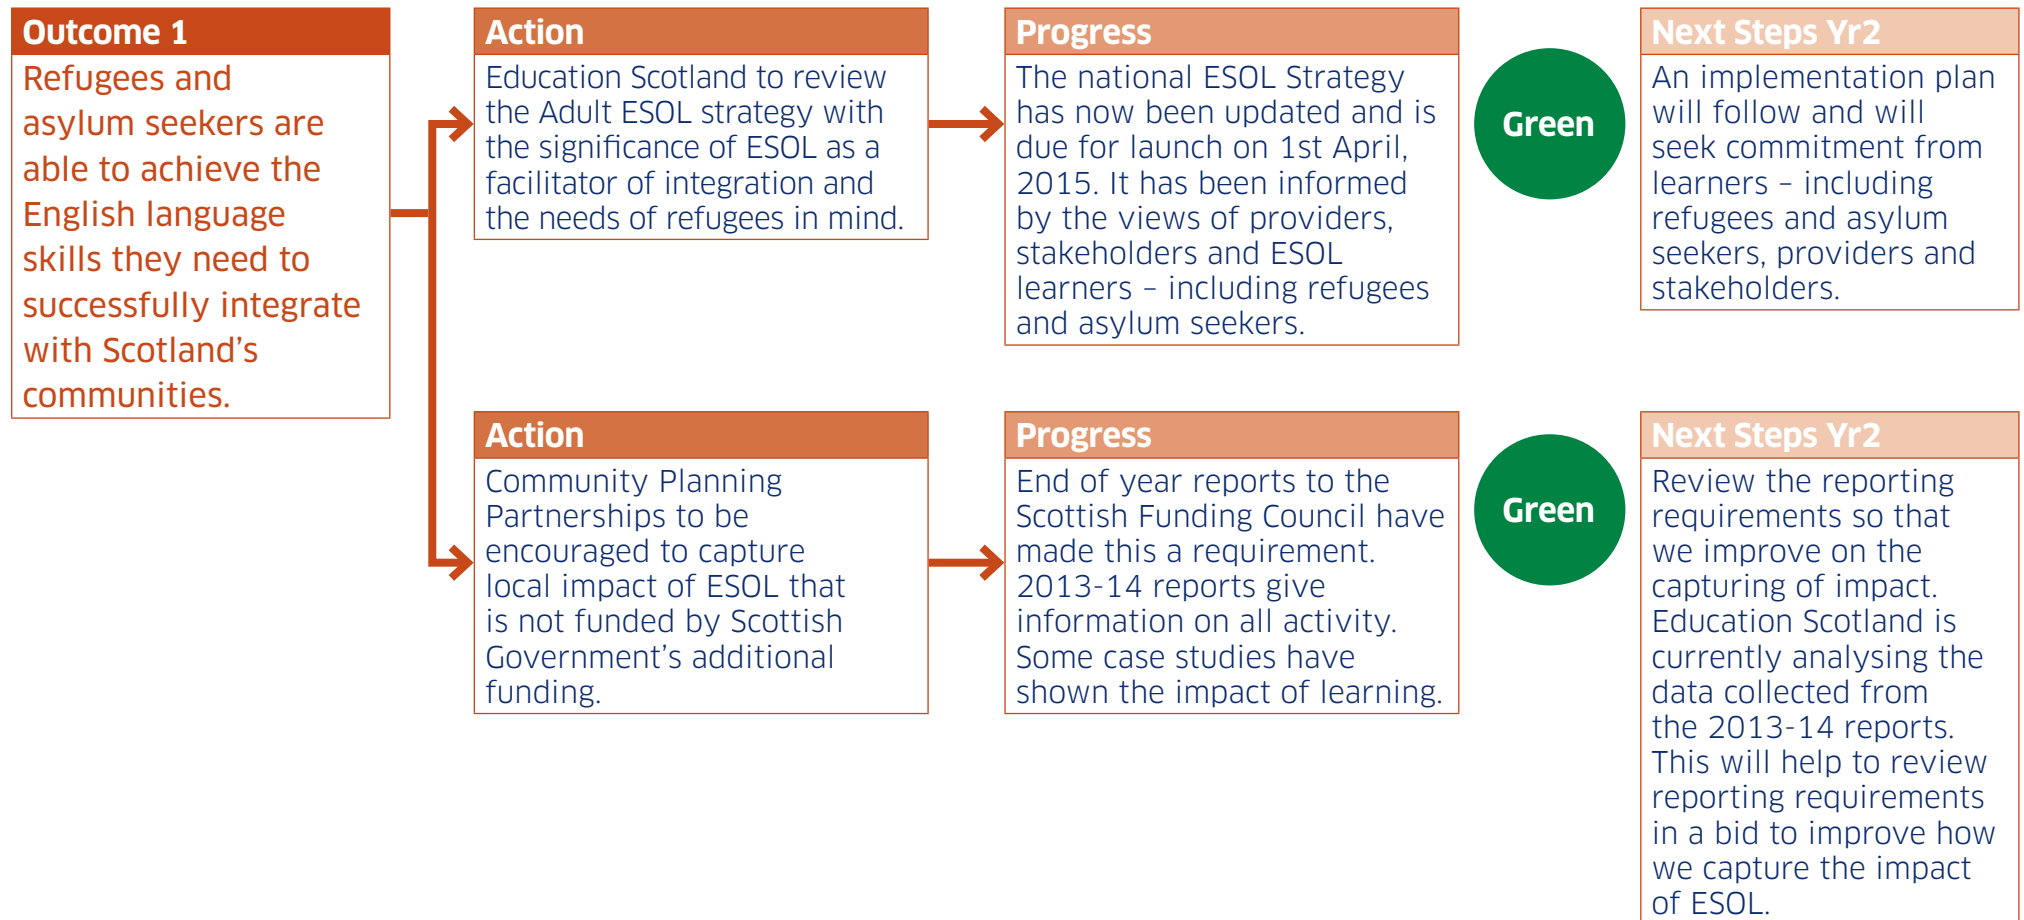 Outcome 1
Refugees and
asylum seekers are
able to achieve the
English language
skills they need to
successfully integrate
with Scotland’s
communities.
Action
Education Scotland to review
the Adult ESOL strategy with
the significance of ESOL as a
facilitator of integration and
the needs of refugees in mind.
Progress
The national ESOL Strategy
has now been updated and is
due for launch on 1st April,
2015. It has been informed
by the views of providers,
stakeholders and ESOL
learners – including refugees
and asylum seekers.
Green
Next Steps Yr2
An implementation plan
will follow and will
seek commitment from
learners – including
refugees and asylum
seekers, providers and
stakeholders.
Action
Community Planning
Partnerships to be
encouraged to capture
local impact of ESOL that
is not funded by Scottish
Government’s additional
funding.
Progress
End of year reports to the
Scottish Funding Council have
made this a requirement.
2013-14 reports give
information on all activity.
Some case studies have
shown the impact of learning.
Green
Next Steps Yr2
Review the reporting
requirements so that
we improve on the
capturing of impact.
Education Scotland is
currently analysing the
data collected from
the 2013-14 reports.
This will help to review
reporting requirements
in a bid to improve how
we capture the impact
of ESOL.